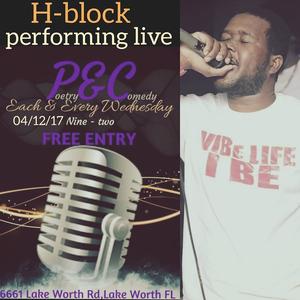 H-block
performing live
P&C
oetry omedy
Each & Every Wednesday
04/12/17 Nine - two
FREE ENTRY
6661 Lake Worth Rd,Lake Worth FL
VIBE LIFE
I BE